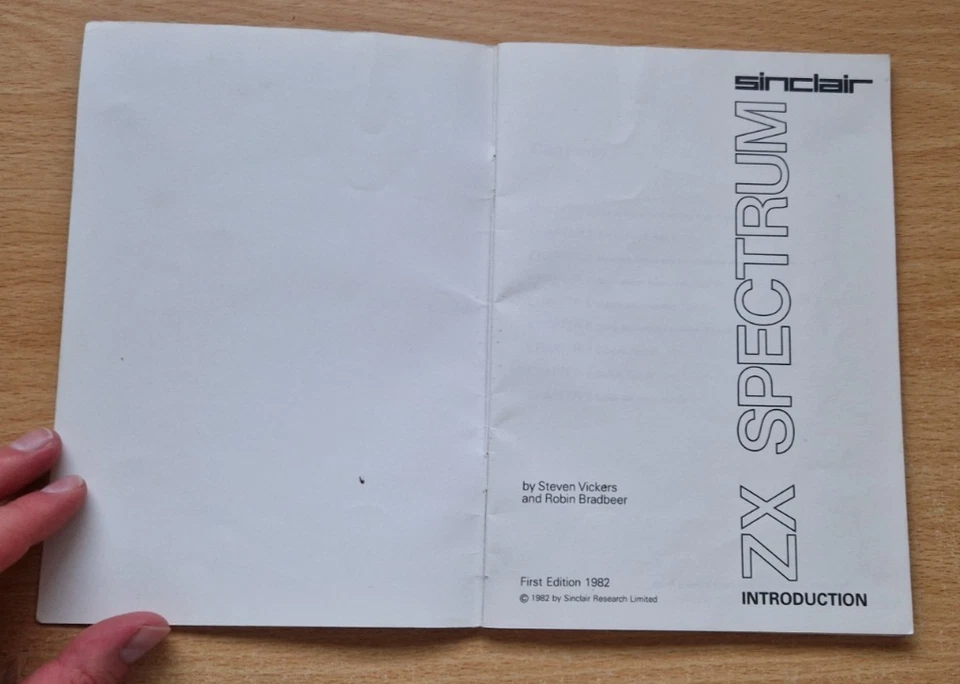 sinclair
ZX SPECTRUM
by Steven Vickers
and Robin Bradbeer
First Edition 1982
© 1982 by Sinclair Research Limited
INTRODUCTION